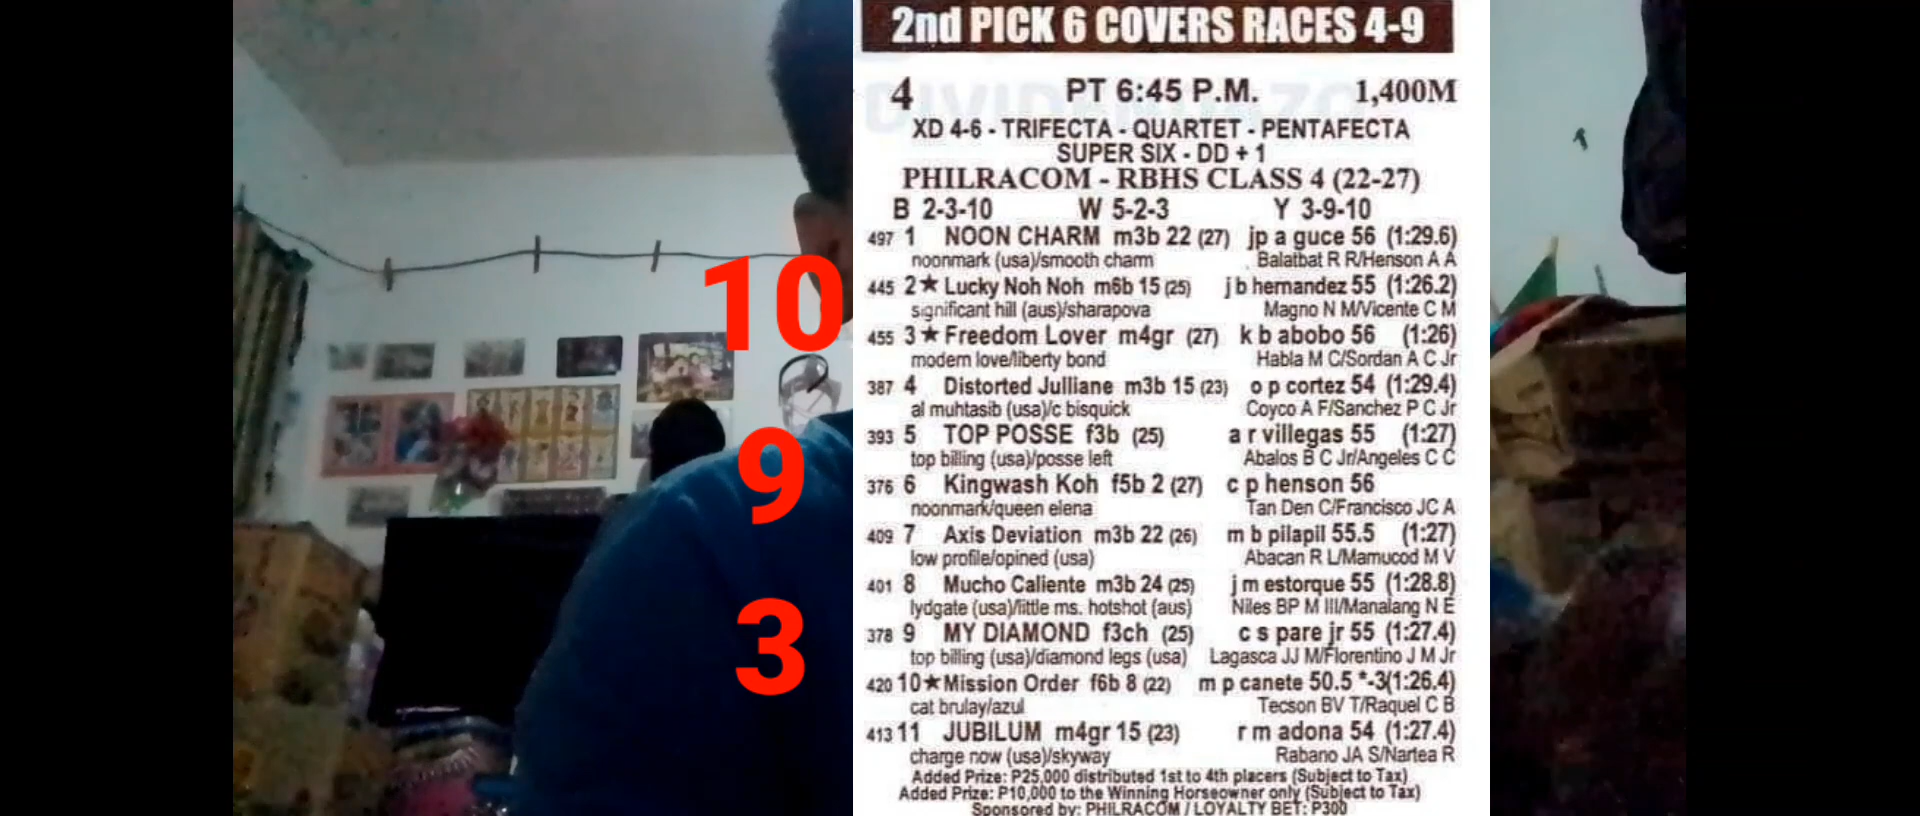 10
9
3
2nd PICK 6 COVERS RACES 4-9
4 PT 6:45 P.M. 1,400M
XD 4-6 - TRIFECTA - QUARTET - PENTAFECTA
SUPER SIX - DD + 1
PHILRACOM - RBHS CLASS 4 (22-27)
B 2-3-10 W 5-2-3 Y 3-9-10
497 1 NOON CHARM m3b 22 (27) jp a guce 56 (1:29.6)
noonmark (usa)/smooth charm Balatbat R R/Henson A A
445 2★ Lucky Noh Noh m6b 15 (25) j b hernandez 55 (1:26.2)
significant hill (aus)/sharapova Magno N M/Vicente C M
455 3★ Freedom Lover m4gr (27) k b abobo 56 (1:26)
modern love/liberty bond Habla M C/Sordan A C Jr
387 4 Distorted Julliane m3b 15 (23) o p cortez 54 (1:29.4)
al muhtasib (usa)/c bisquick Coyco A F/Sanchez P C Jr
393 5 TOP POSSE f3b (25) a r villegas 55 (1:27)
top billing (usa)/posse left Abalos B C Jr/Angeles C C
376 6 Kingwash Koh f5b 2 (27) c p henson 56
noonmark/queen elena Tan Den C/Francisco JC A
409 7 Axis Deviation m3b 22 (26) m b pilapil 55.5 (1:27)
low profile/opined (usa) Abacan R L/Mamucod M V
401 8 Mucho Caliente m3b 24 (25) j m estorque 55 (1:28.8)
lydgate (usa)/little ms. hotshot (aus) Niles BP M III/Manalang N E
378 9 MY DIAMOND f3ch (25) c s pare jr 55 (1:27.4)
top billing (usa)/diamond legs (usa) Lagasca JJ M/Florentino J M Jr
420 10★ Mission Order f6b 8 (22) m p canete 50.5 *-3(1:26.4)
cat brulay/azul Tecson BV T/Raquel C B
413 11 JUBILUM m4gr 15 (23) r m adona 54 (1:27.4)
charge now (usa)/skyway Rabano JA S/Nartea R
Added Prize: P25,000 distributed 1st to 4th placers (Subject to Tax)
Added Prize: P10,000 to the Winning Horseowner only (Subject to Tax)
Sponsored by: PHILRACOM / LOYALTY BET: P300